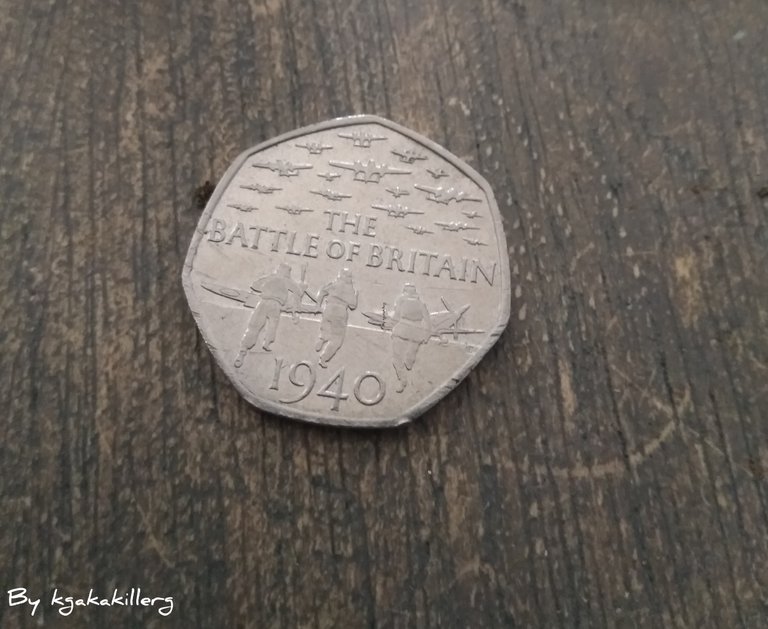 THE
BATTLE OF BRITAIN
1940
By kgakakillerg